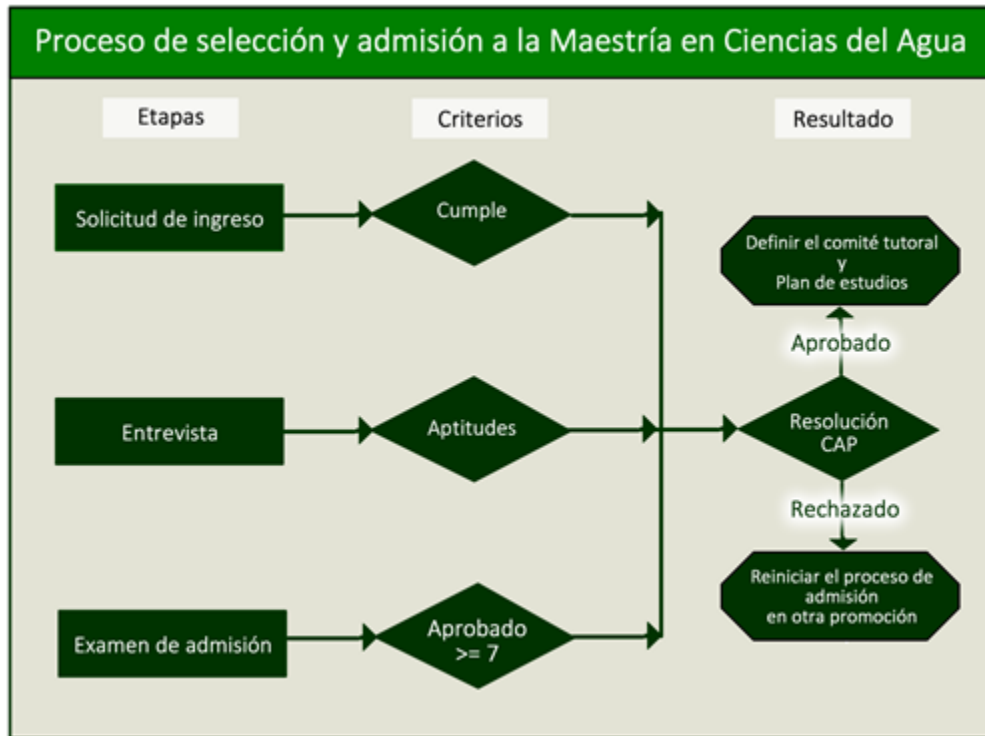 Proceso de selección y admisión a la Maestría en Ciencias del Agua
Etapas
Criterios
Resultado
Solicitud de ingreso
Cumple
Definir el comité tutoral
y
Plan de estudios
Aprobado
Entrevista
Aptitudes
Resolución
CAP
Rechazado
Reiniciar el proceso de
admisión
en otra promoción
Examen de admisión
Aprobado
>= 7